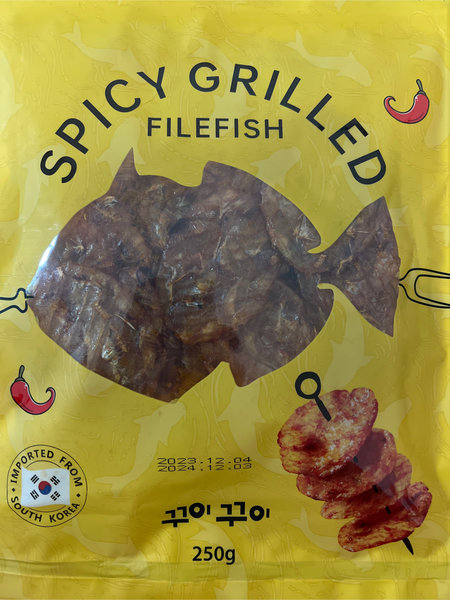 SPICY GRILLED
FILEFISH
2023.12.04
2024.12.03
IMPORTED FROM
SOUTH KOREA
꾸이꾸이
250g